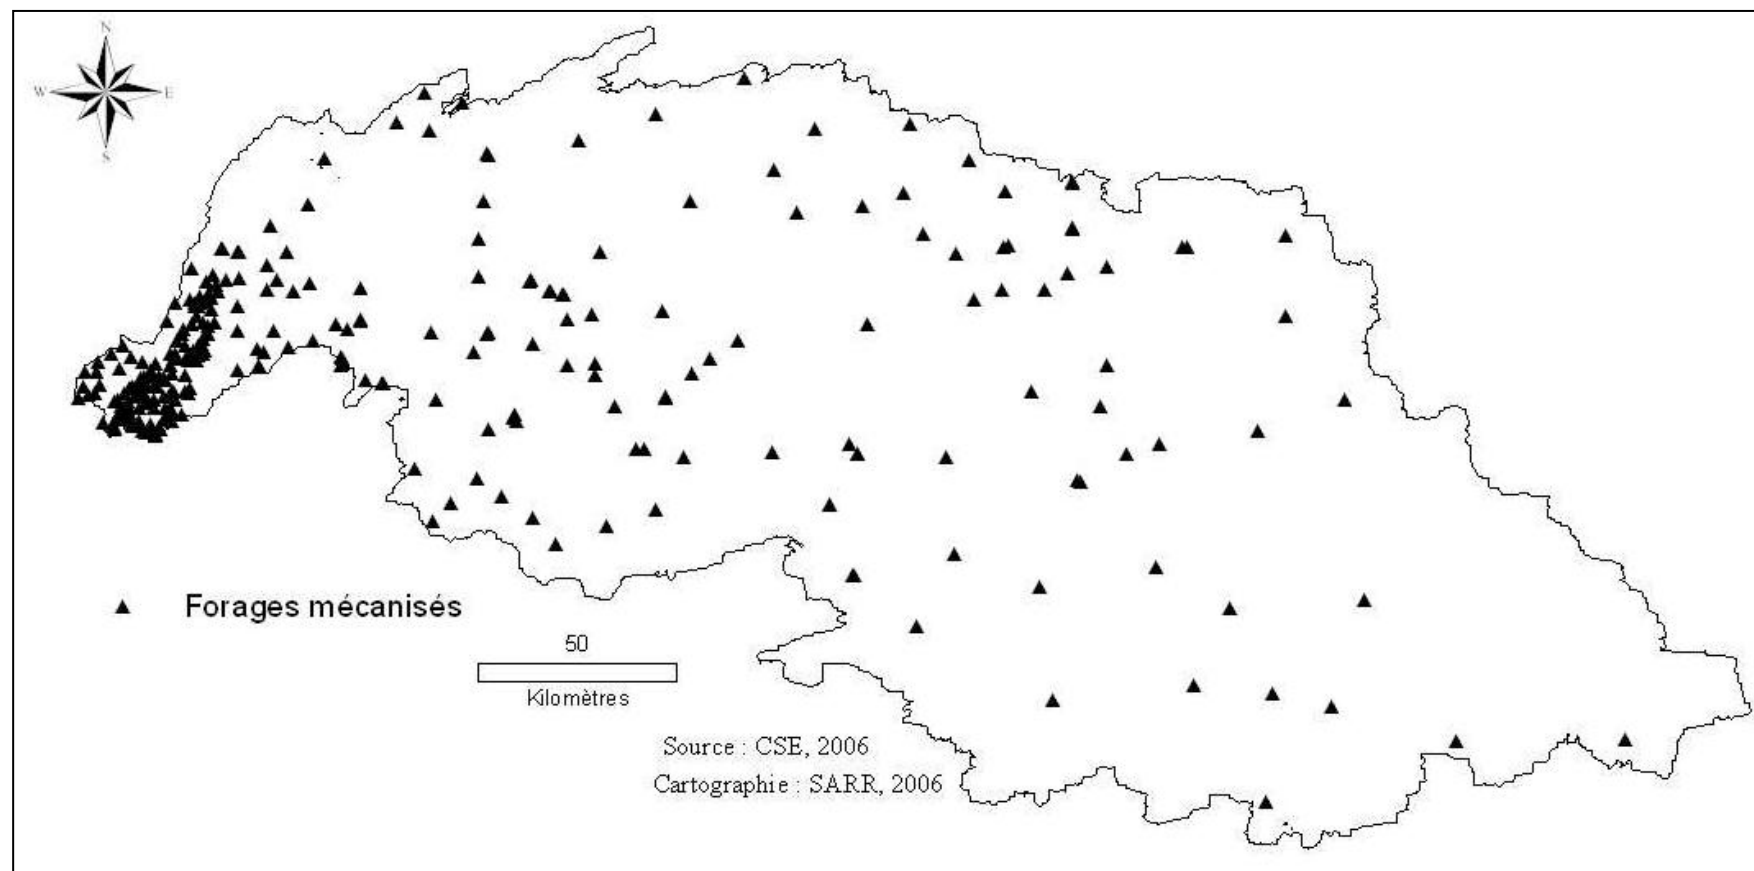 N
W E
S
Forages mécanisés
50
Kilomètres
Source : CSE, 2006
Cartographie : SARR, 2006